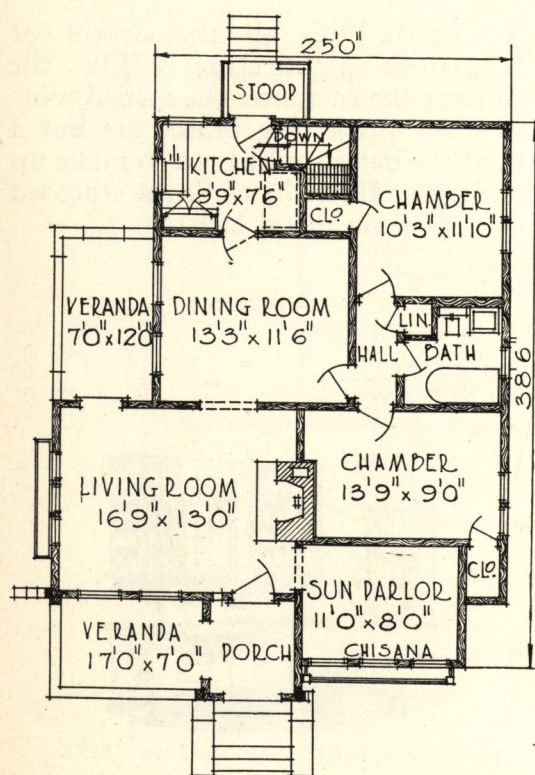 25'0"
STOOP
DOWN
KITCHEN
9'9"x7'6"
CLO.
CHAMBER
10'3"x11'10"
VERANDA
7'0"x12'0"
DINING ROOM
13'3"x11'6"
LIN.
HALL
BATH
38'6"
LIVING ROOM
16'9"x13'0"
CHAMBER
13'9"x9'0"
CLO.
SUN PARLOR
11'0"x8'0"
CHISANA
VERANDA
17'0"x7'0"
PORCH